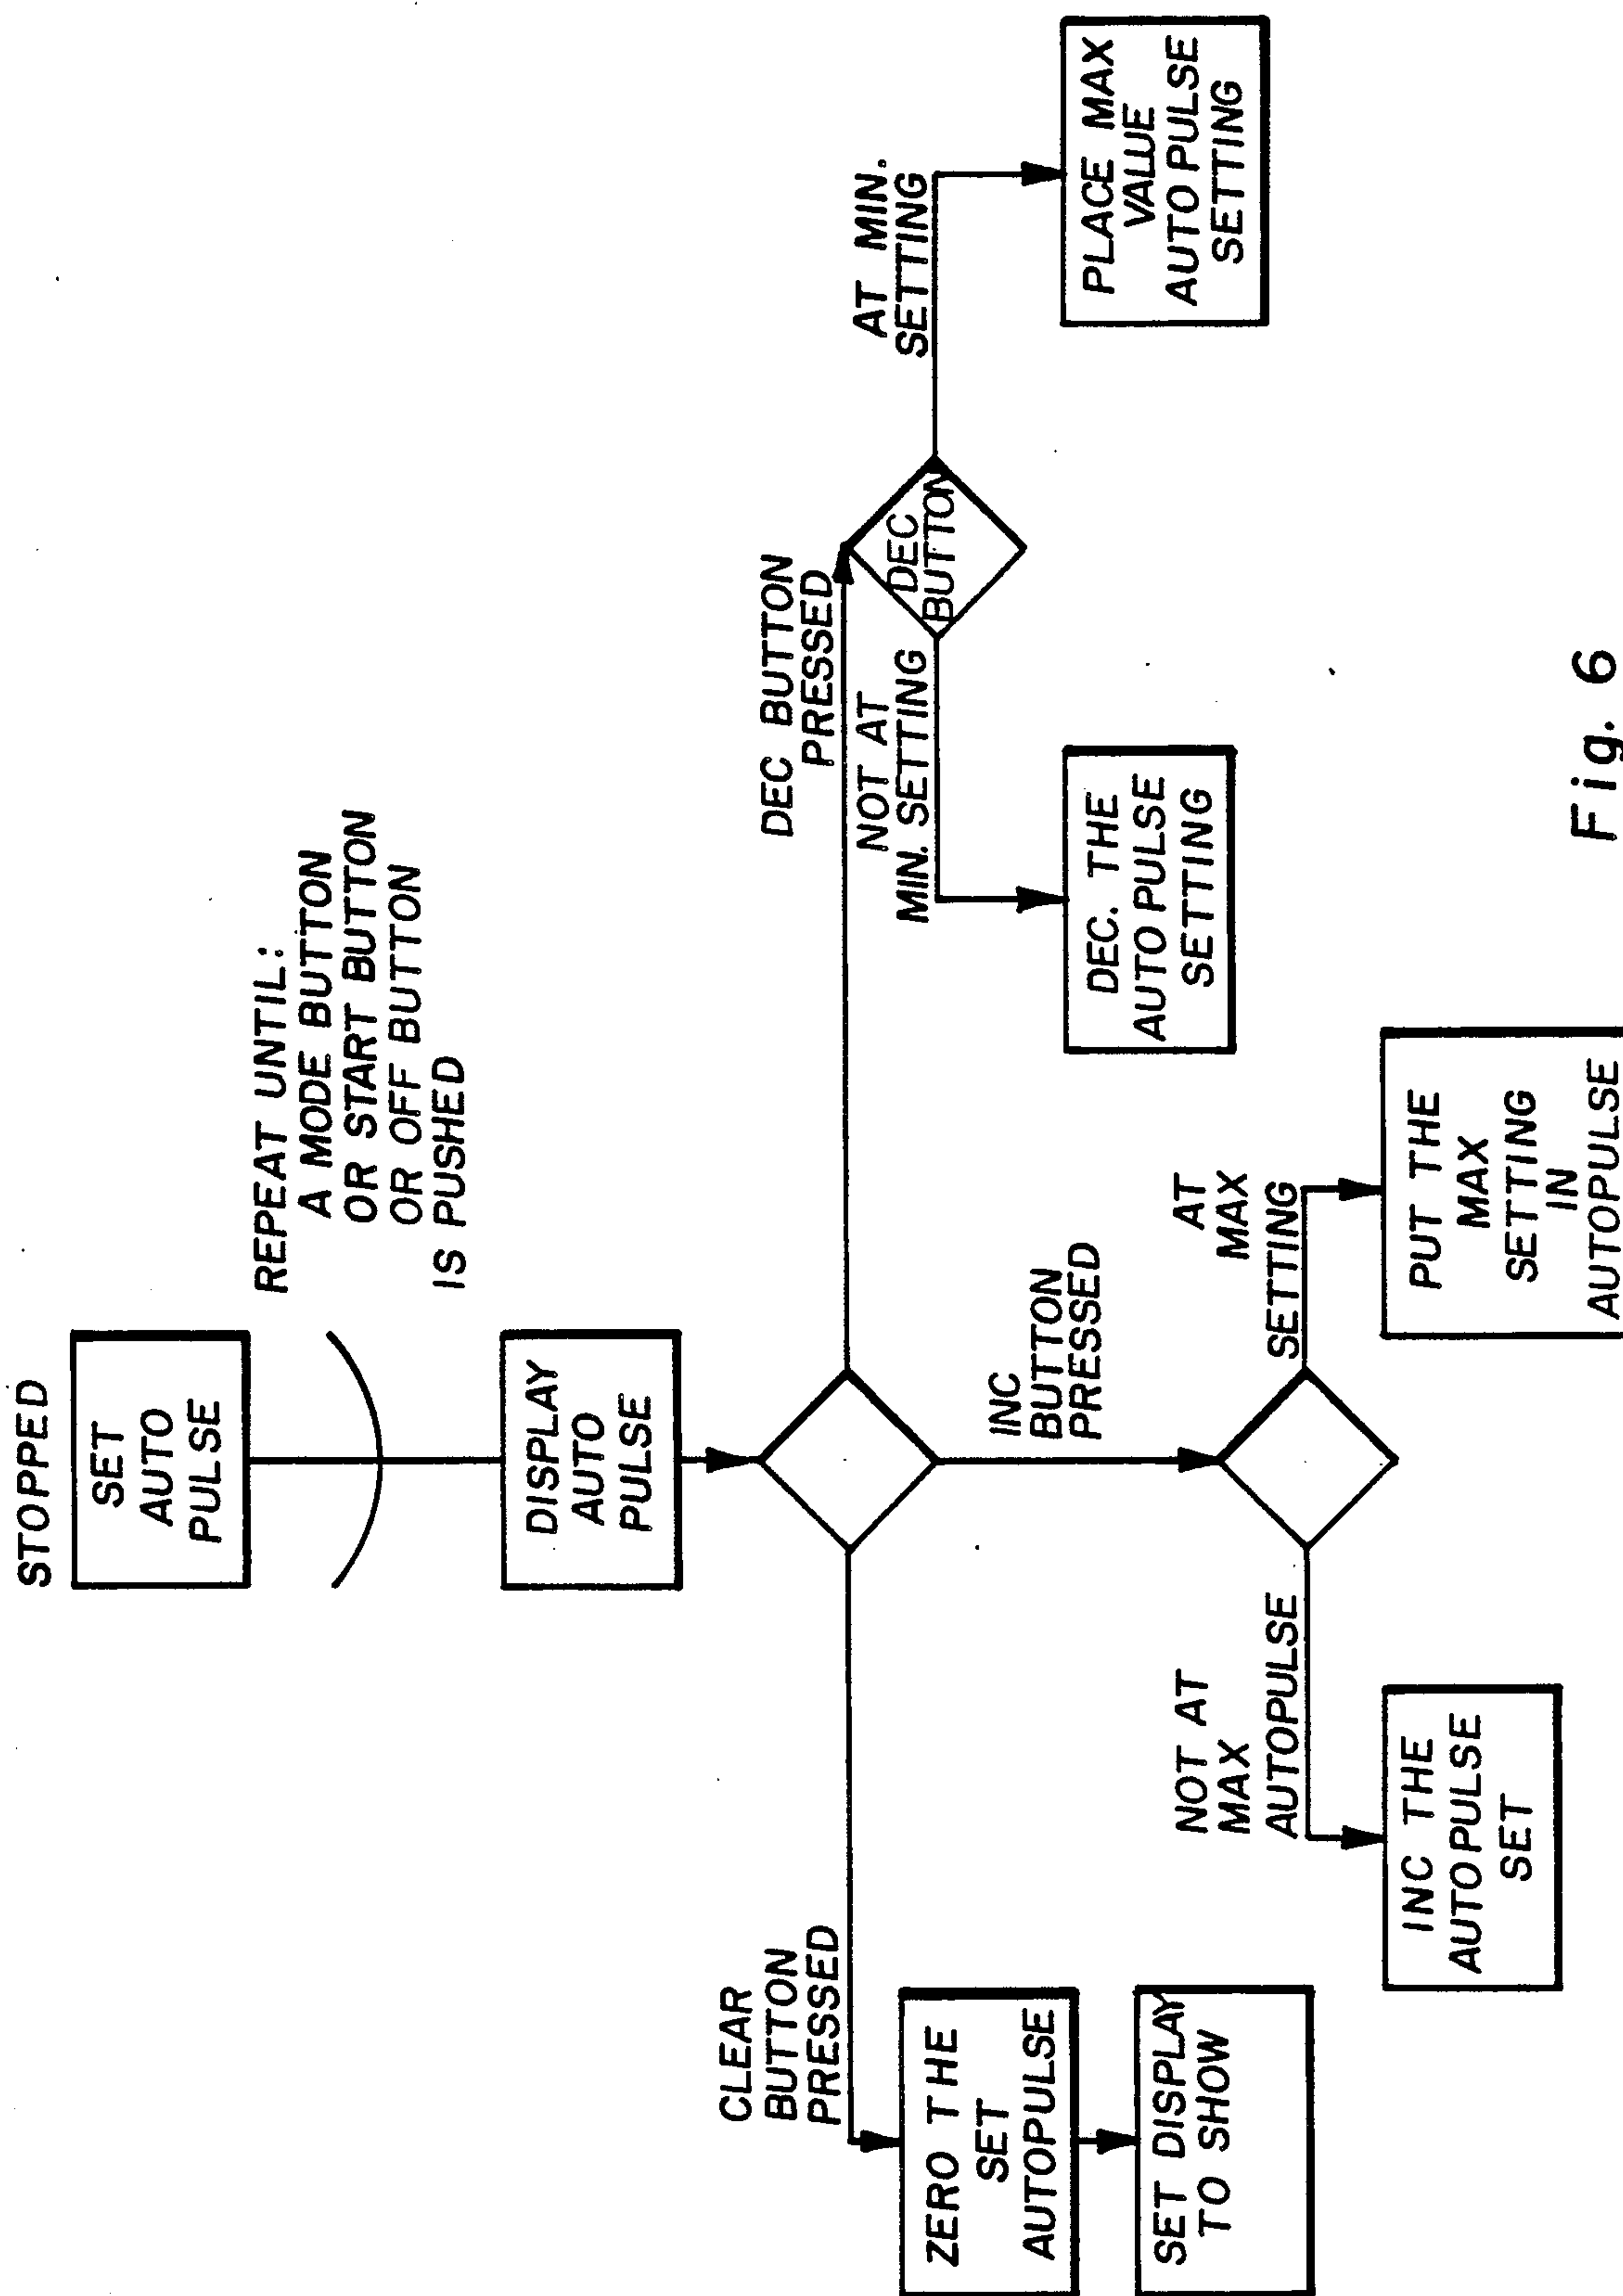 STOPPED
SET
AUTO
PULSE
REPEAT UNTIL:
A MODE BUTTON
OR START BUTTON
OR OFF BUTTON
IS PUSHED
DISPLAY
AUTO
PULSE
CLEAR
BUTTON
PRESSED
ZERO THE
SET
AUTOPULSE
SET DISPLAY
TO SHOW
INC
BUTTON
PRESSED
NOT AT
MAX
AUTOPULSE
INC THE
AUTOPULSE
SET
AT
MAX
SETTING
PUT THE
MAX
SETTING
IN
AUTOPULSE
DEC BUTTON
PRESSED
DEC
BUTTON
NOT AT
MIN. SETTING
DEC. THE
AUTO PULSE
SETTING
AT MIN.
SETTING
PLACE MAX
VALUE
AUTO PULSE
SETTING
Fig. 6